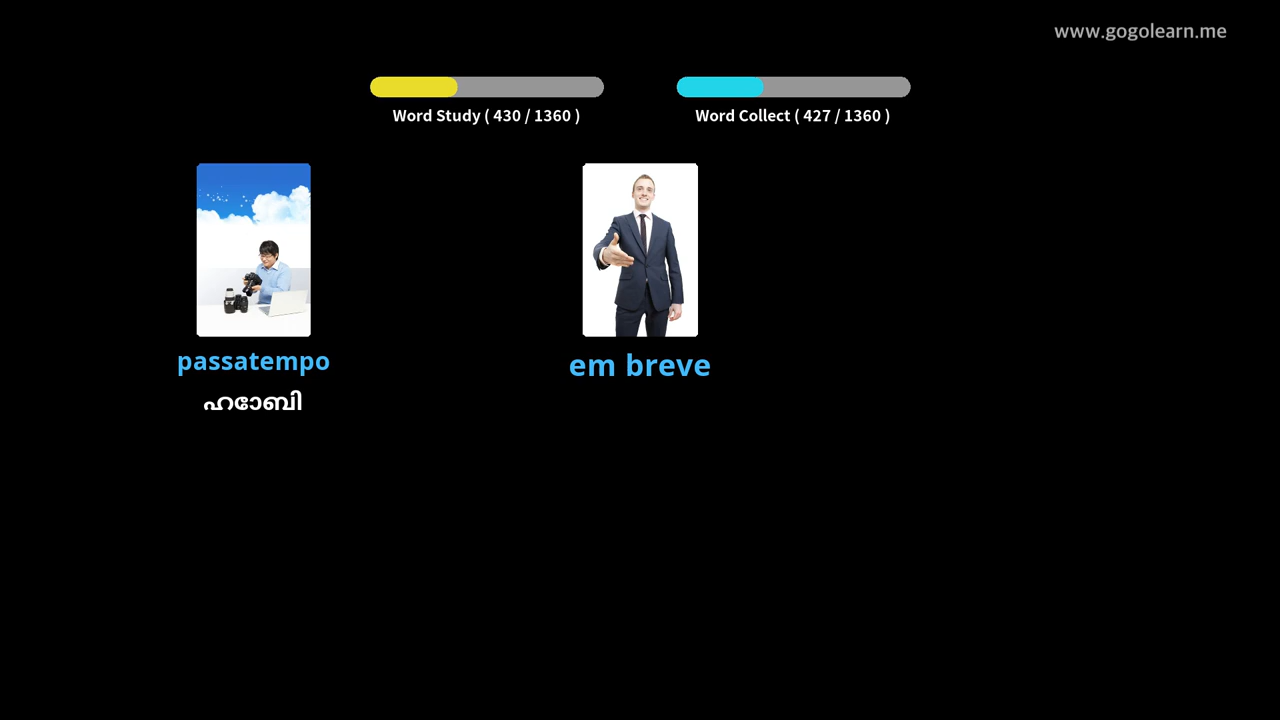 www.gogolearn.me
Word Study ( 430 / 1360 )
Word Collect ( 427 / 1360 )
passatempo
ഹോബി
em breve